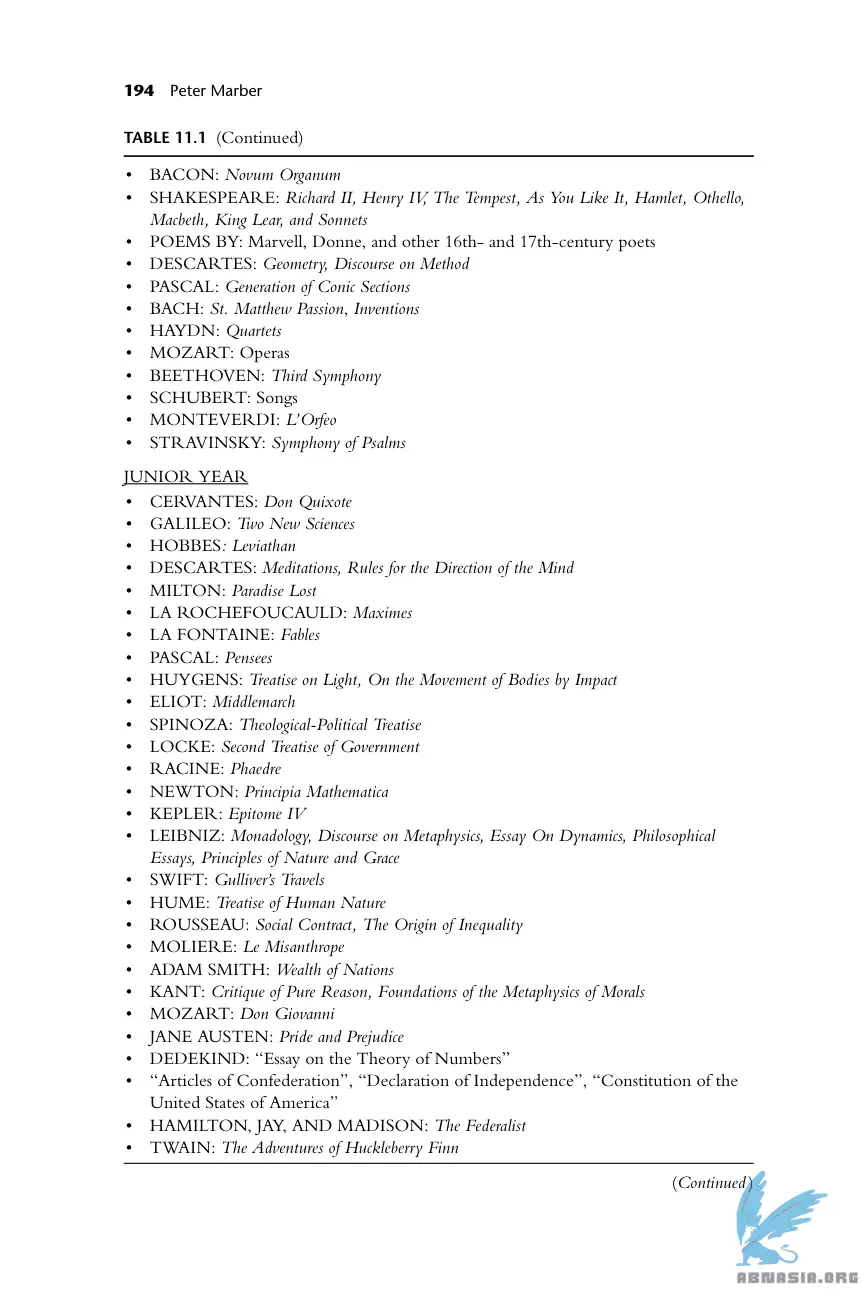 194 Peter Marber
TABLE 11.1 (Continued)
• BACON: Novum Organum
• SHAKESPEARE: Richard II, Henry IV, The Tempest, As You Like It, Hamlet, Othello,
Macbeth, King Lear, and Sonnets
• POEMS BY: Marvell, Donne, and other 16th- and 17th-century poets
• DESCARTES: Geometry, Discourse on Method
• PASCAL: Generation of Conic Sections
• BACH: St. Matthew Passion, Inventions
• HAYDN: Quartets
• MOZART: Operas
• BEETHOVEN: Third Symphony
• SCHUBERT: Songs
• MONTEVERDI: L’Orfeo
• STRAVINSKY: Symphony of Psalms
JUNIOR YEAR
• CERVANTES: Don Quixote
• GALILEO: Two New Sciences
• HOBBES: Leviathan
• DESCARTES: Meditations, Rules for the Direction of the Mind
• MILTON: Paradise Lost
• LA ROCHEFOUCAULD: Maximes
• LA FONTAINE: Fables
• PASCAL: Pensees
• HUYGENS: Treatise on Light, On the Movement of Bodies by Impact
• ELIOT: Middlemarch
• SPINOZA: Theological-Political Treatise
• LOCKE: Second Treatise of Government
• RACINE: Phaedre
• NEWTON: Principia Mathematica
• KEPLER: Epitome IV
• LEIBNIZ: Monadology, Discourse on Metaphysics, Essay On Dynamics, Philosophical
Essays, Principles of Nature and Grace
• SWIFT: Gulliver’s Travels
• HUME: Treatise of Human Nature
• ROUSSEAU: Social Contract, The Origin of Inequality
• MOLIERE: Le Misanthrope
• ADAM SMITH: Wealth of Nations
• KANT: Critique of Pure Reason, Foundations of the Metaphysics of Morals
• MOZART: Don Giovanni
• JANE AUSTEN: Pride and Prejudice
• DEDEKIND: “Essay on the Theory of Numbers”
• “Articles of Confederation”, “Declaration of Independence”, “Constitution of the
United States of America”
• HAMILTON, JAY, AND MADISON: The Federalist
• TWAIN: The Adventures of Huckleberry Finn
(Continued)
ABNASIA.ORG